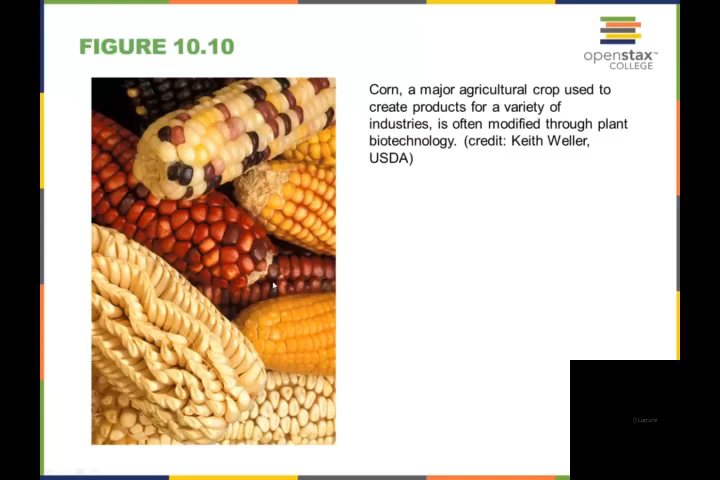 FIGURE 10.10
openstax™
COLLEGE
Corn, a major agricultural crop used to
create products for a variety of
industries, is often modified through plant
biotechnology. (credit: Keith Weller,
USDA)